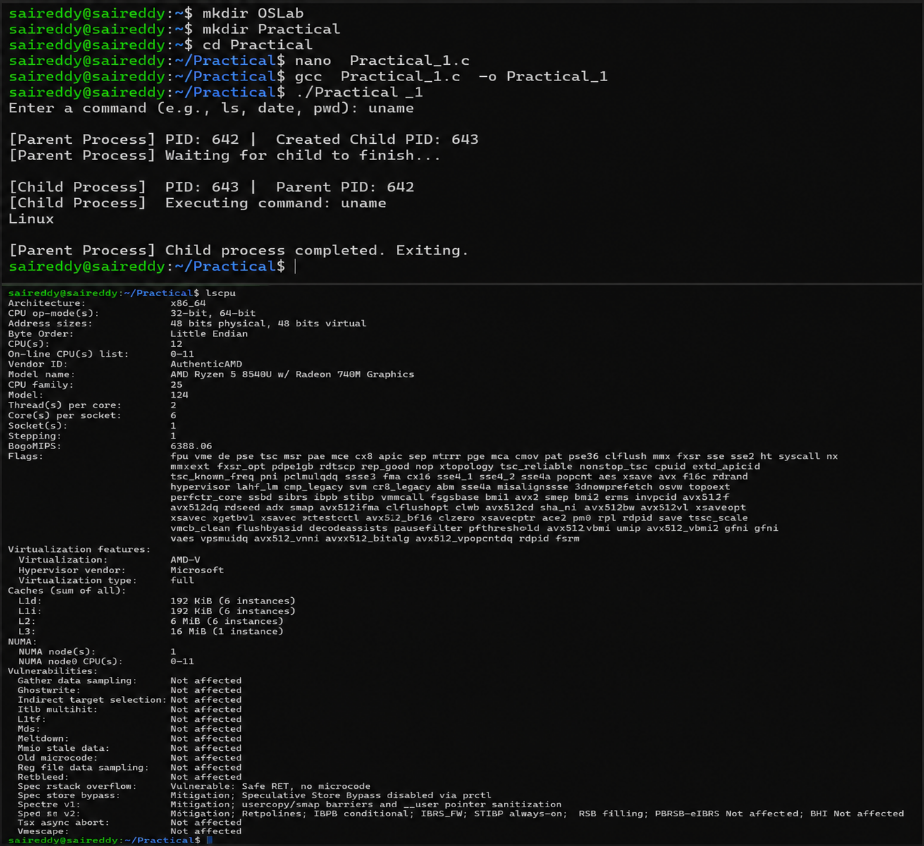 saireddy@saireddy:~$ mkdir OSLab
saireddy@saireddy:~$ mkdir Practical
saireddy@saireddy:~$ cd Practical
saireddy@saireddy:~/Practical$ nano  Practical_1.c
saireddy@saireddy:~/Practical$ gcc  Practical_1.c  -o Practical_1
saireddy@saireddy:~/Practical$ ./Practical _1
Enter a command (e.g., ls, date, pwd): uname
[Parent Process] PID: 642 |  Created Child PID: 643
[Parent Process] Waiting for child to finish...
[Child Process]  PID: 643 |  Parent PID: 642
[Child Process]  Executing command: uname
Linux
[Parent Process] Child process completed. Exiting.
saireddy@saireddy:~/Practical$
saireddy@saireddy:~/Practical$ lscpu
Architecture: x86_64
CPU op-mode(s): 32-bit, 64-bit
Address sizes: 48 bits physical, 48 bits virtual
Byte Order: Little Endian
CPU(s): 12
On-line CPU(s) list: 0-11
Vendor ID: AuthenticAMD
Model name: AMD Ryzen 5 8540U w/ Radeon 740M Graphics
CPU family: 25
Model: 124
Thread(s) per core: 2
Core(s) per socket: 6
Socket(s): 1
Stepping: 1
BogoMIPS: 6388.06
Flags: fpu vme de pse tsc msr pae mce cx8 apic sep mtrrr pge mca cmov pat pse36 clflush mmx fxsr sse sse2 ht syscall nx
mmxext fxsr_opt pdpe1gb rdtscp rep_good nop xtopology tsc_reliable nonstop_tsc cpuid extd_apicid
tsc_known_freq pni pclmulqdq ssse3 fma cx16 sse4_1 sse4_2 sse4a popcnt aes xsave avx f16c rdrand
hypervisor lahf_lm cmp_legacy svm cr8_legacy abm sse4a misalignssse 3dnowprefetch osvw topoext
perfctr_core ssbd sibrs ibpb stibp vmmcall fsgsbase bmi1 avx2 smep bmi2 erms invpcid avx512f
avx512dq rdseed adx smap avx512ifma clflushopt clwb avx512cd sha_ni avx512bw avx512vl xsaveopt
xsavec xgetbv1 xsavec avx512_bf16 clzero xsavecptr rpl rdpid save tssc_scale
vmcb_clean flushbyasid decodeassists pausefilter pfthreshold avx512vbmi umip avx512_vbmi2 gfni gfni
vaes vpsmuidq avx512_vnni avxx512_bitalg avx512_vpopcntdq rdpid fsrm
Virtualization features:
Virtualization: AMD-V
Hypervisor vendor: Microsoft
Virtualization type: full
Caches (sum of all):
L1d: 192 KiB (6 instances)
L1i: 192 KiB (6 instances)
L2: 6 MiB (6 instances)
L3: 16 MiB (1 instance)
NUMA:
NUMA node(s): 1
NUMA node0 CPU(s): 0-11
Vulnerabilities:
Gather data sampling: Not affected
Ghostwrite: Not affected
Indirect target selection: Not affected
Itlb multihit: Not affected
L1tf: Not affected
Mds: Not affected
Meltdown: Not affected
Mmio stale data: Not affected
Old microcode: Not affected
Reg file data sampling: Not affected
Retbleed: Not affected
Spec rstack overflow: Vulnerable: Safe RET, no microcode
Spec store bypass: Mitigation; Speculative Store Bypass disabled via prctl
Spectre v1: Mitigation; usercopy/smap barriers and __user pointer sanitization
v2: Mitigation; Retpolines; IBPB conditional; IBRS_FW; STIBP always-on;  RSB filling; PBRSB-eIBRS Not affected; BHI Not affected
Tsx async abort: Not affected
Vmescape: Not affected
saireddy@saireddy:~/Practical$